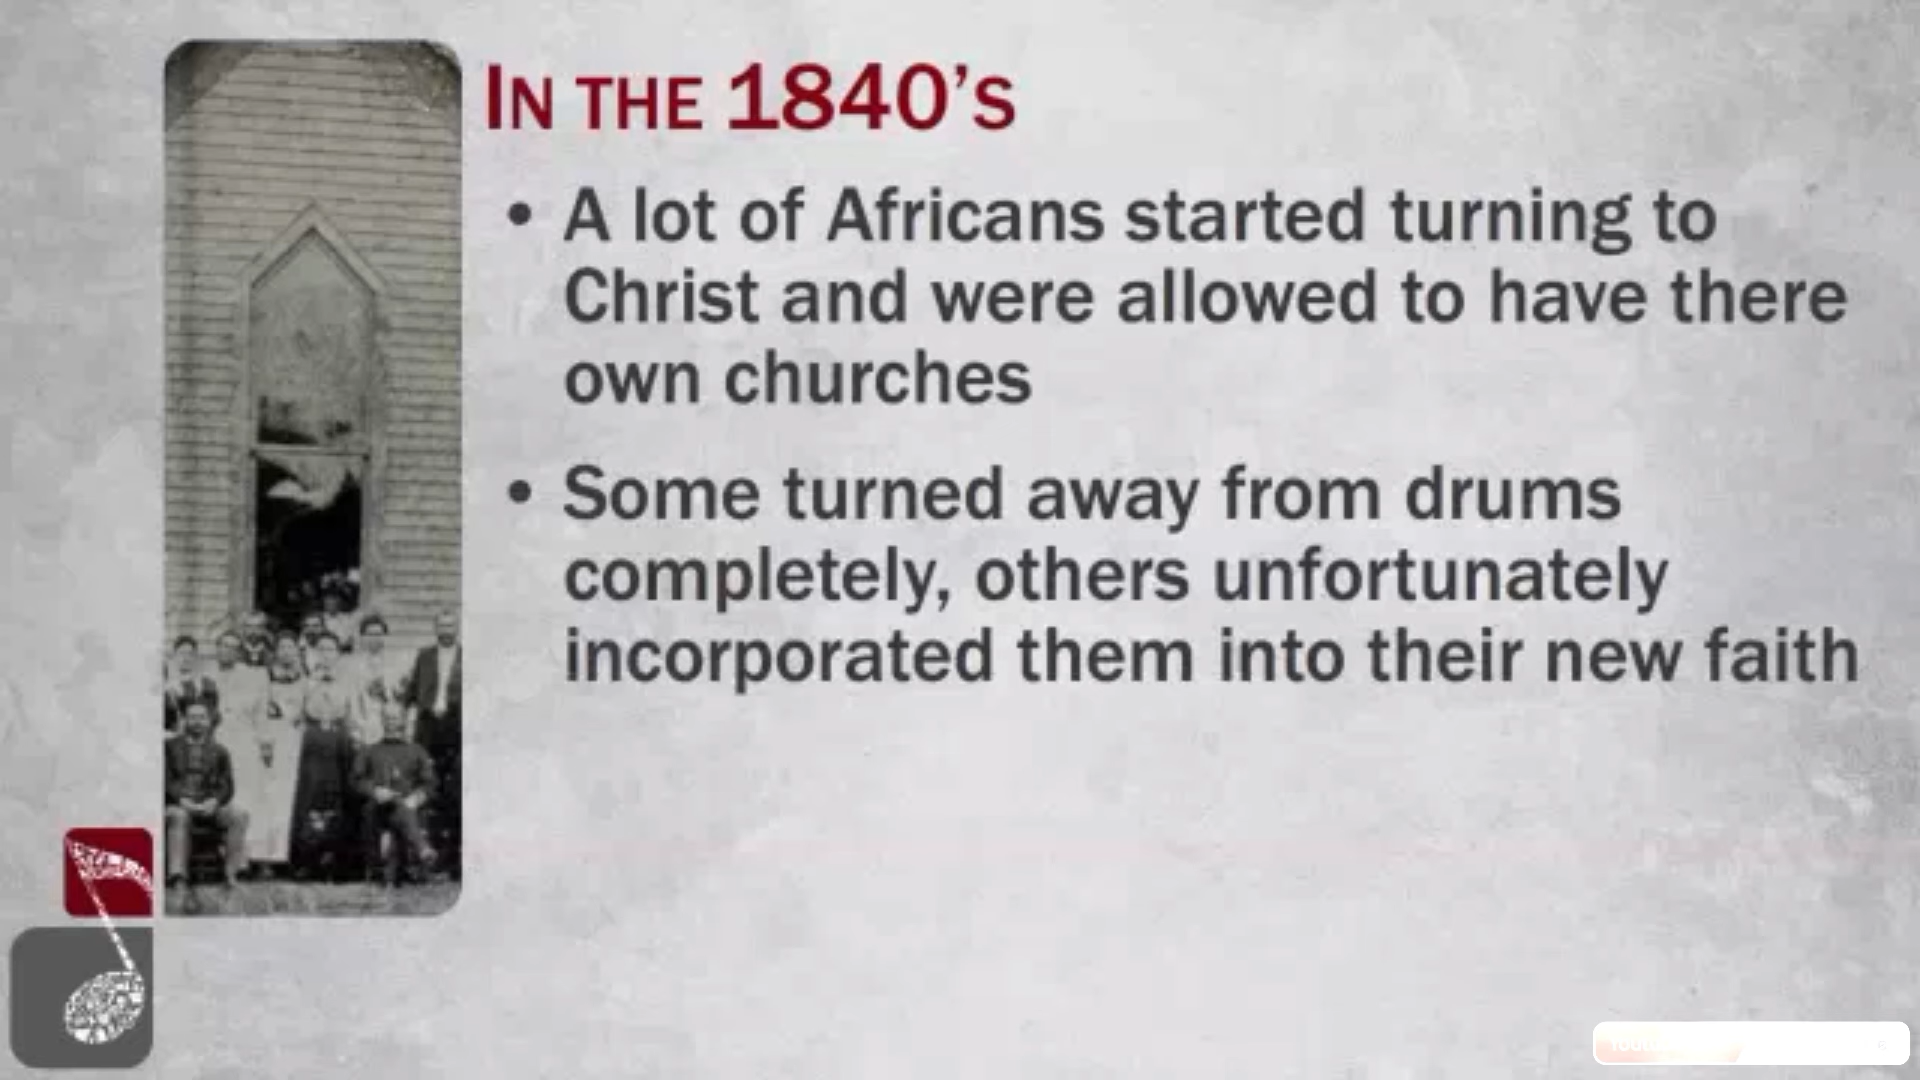 IN THE 1840's
• A lot of Africans started turning to
Christ and were allowed to have there
own churches
• Some turned away from drums
completely, others unfortunately
incorporated them into their new faith